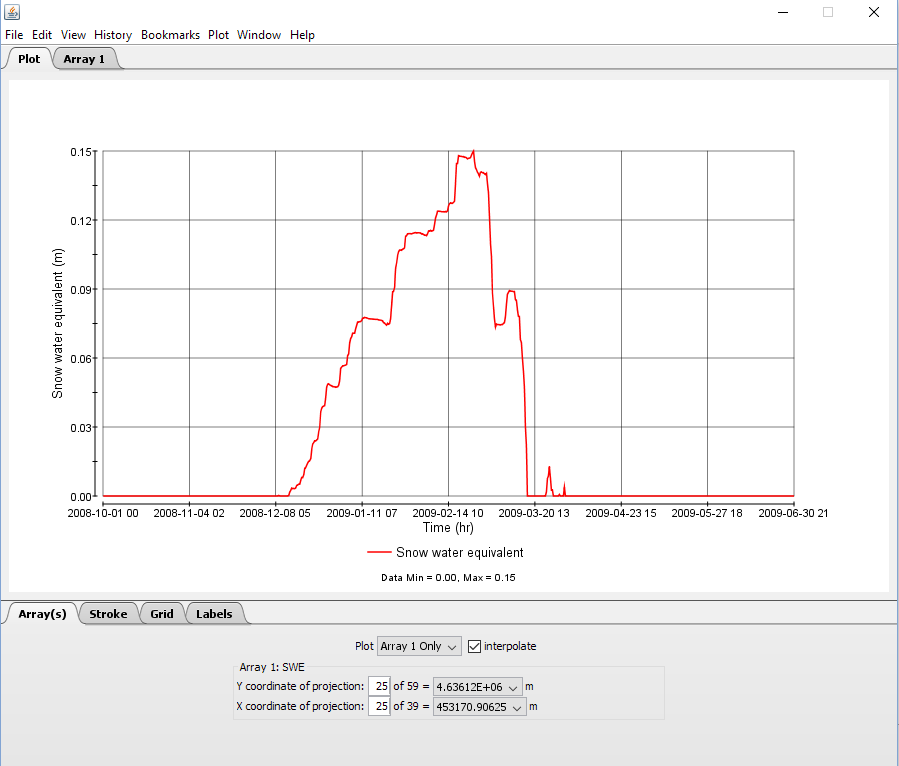 File Edit View History Bookmarks Plot Window Help
Plot Array 1
0.15
0.12
0.09
0.06
0.03
0.00
Snow water equivalent (m)
2008-10-01 00 2008-11-04 02 2008-12-08 05 2009-01-11 07 2009-02-14 10 2009-03-20 13 2009-04-23 15 2009-05-27 18 2009-06-30 21
Time (hr)
Snow water equivalent
Data Min = 0.00, Max = 0.15
Array(s) Stroke Grid Labels
Plot Array 1 Only interpolate
Array 1: SWE
Y coordinate of projection: 25 of 59 = 4.63612E+06 m
X coordinate of projection: 25 of 39 = 453170.90625 m